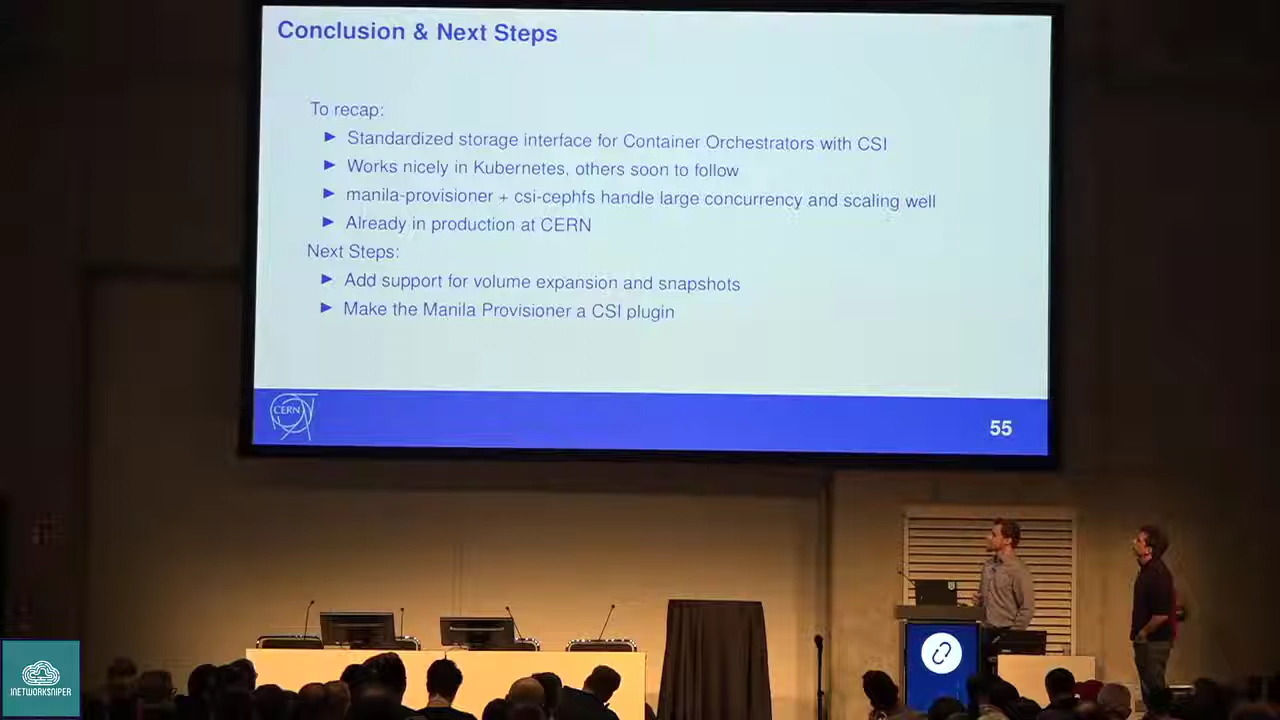 Conclusion & Next Steps
To recap:
Standardized storage interface for Container Orchestrators with CSI
Works nicely in Kubernetes, others soon to follow
manila-provisioner + csi-cephfs handle large concurrency and scaling well
Already in production at CERN
Next Steps:
Add support for volume expansion and snapshots
Make the Manila Provisioner a CSI plugin
CERN
55
INETWORKSNIPER